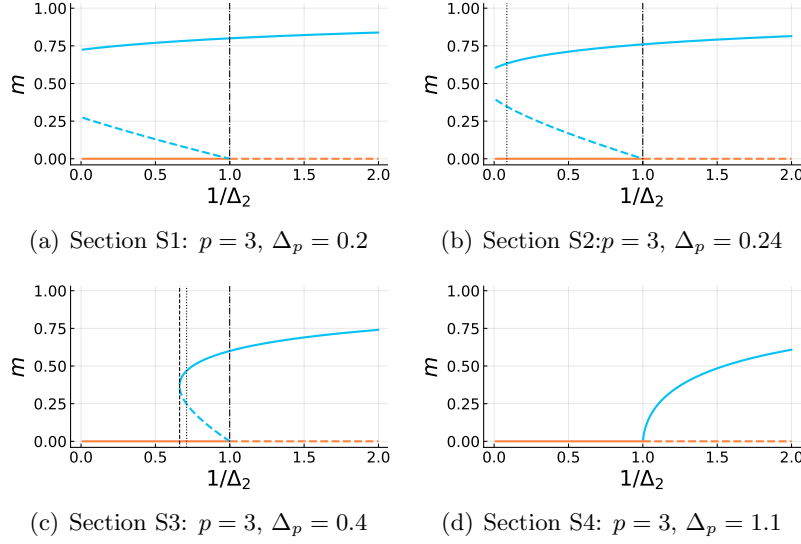 1.00
0.75
m
0.50
0.25
0.00
0.0 0.5 1.0 1.5 2.0
1/Δ₂
(a) Section S1: p = 3, Δₚ = 0.2
1.00
0.75
m
0.50
0.25
0.00
0.0 0.5 1.0 1.5 2.0
1/Δ₂
(b) Section S2:p = 3, Δₚ = 0.24
1.00
0.75
m
0.50
0.25
0.00
0.0 0.5 1.0 1.5 2.0
1/Δ₂
(c) Section S3: p = 3, Δₚ = 0.4
1.00
0.75
m
0.50
0.25
0.00
0.0 0.5 1.0 1.5 2.0
1/Δ₂
(d) Section S4: p = 3, Δₚ = 1.1